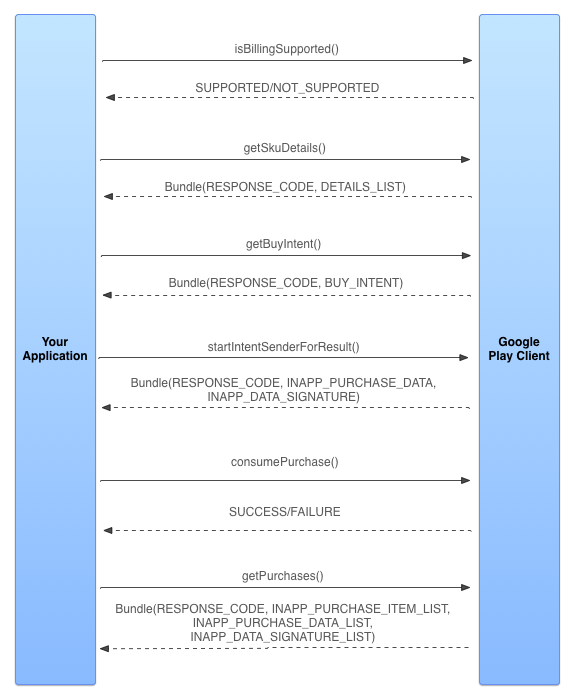 isBillingSupported()
SUPPORTED/NOT_SUPPORTED
getSkuDetails()
Bundle(RESPONSE_CODE, DETAILS_LIST)
getBuyIntent()
Bundle(RESPONSE_CODE, BUY_INTENT)
Your
Application
Google
Play Client
startIntentSenderForResult()
Bundle(RESPONSE_CODE, INAPP_PURCHASE_DATA,
INAPP_DATA_SIGNATURE)
consumePurchase()
SUCCESS/FAILURE
getPurchases()
Bundle(RESPONSE_CODE, INAPP_PURCHASE_ITEM_LIST,
INAPP_PURCHASE_DATA_LIST,
INAPP_DATA_SIGNATURE_LIST)